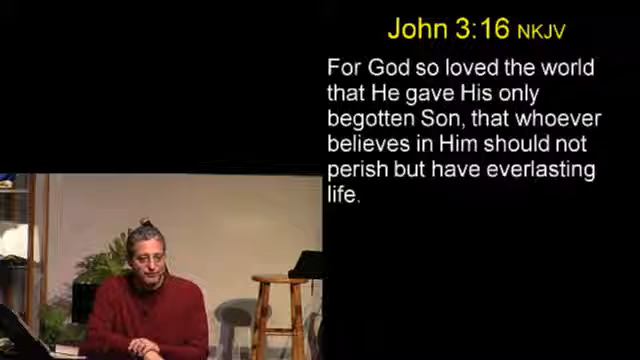 John 3:16 NKJV
For God so loved the world
that He gave His only
begotten Son, that whoever
believes in Him should not
perish but have everlasting
life.